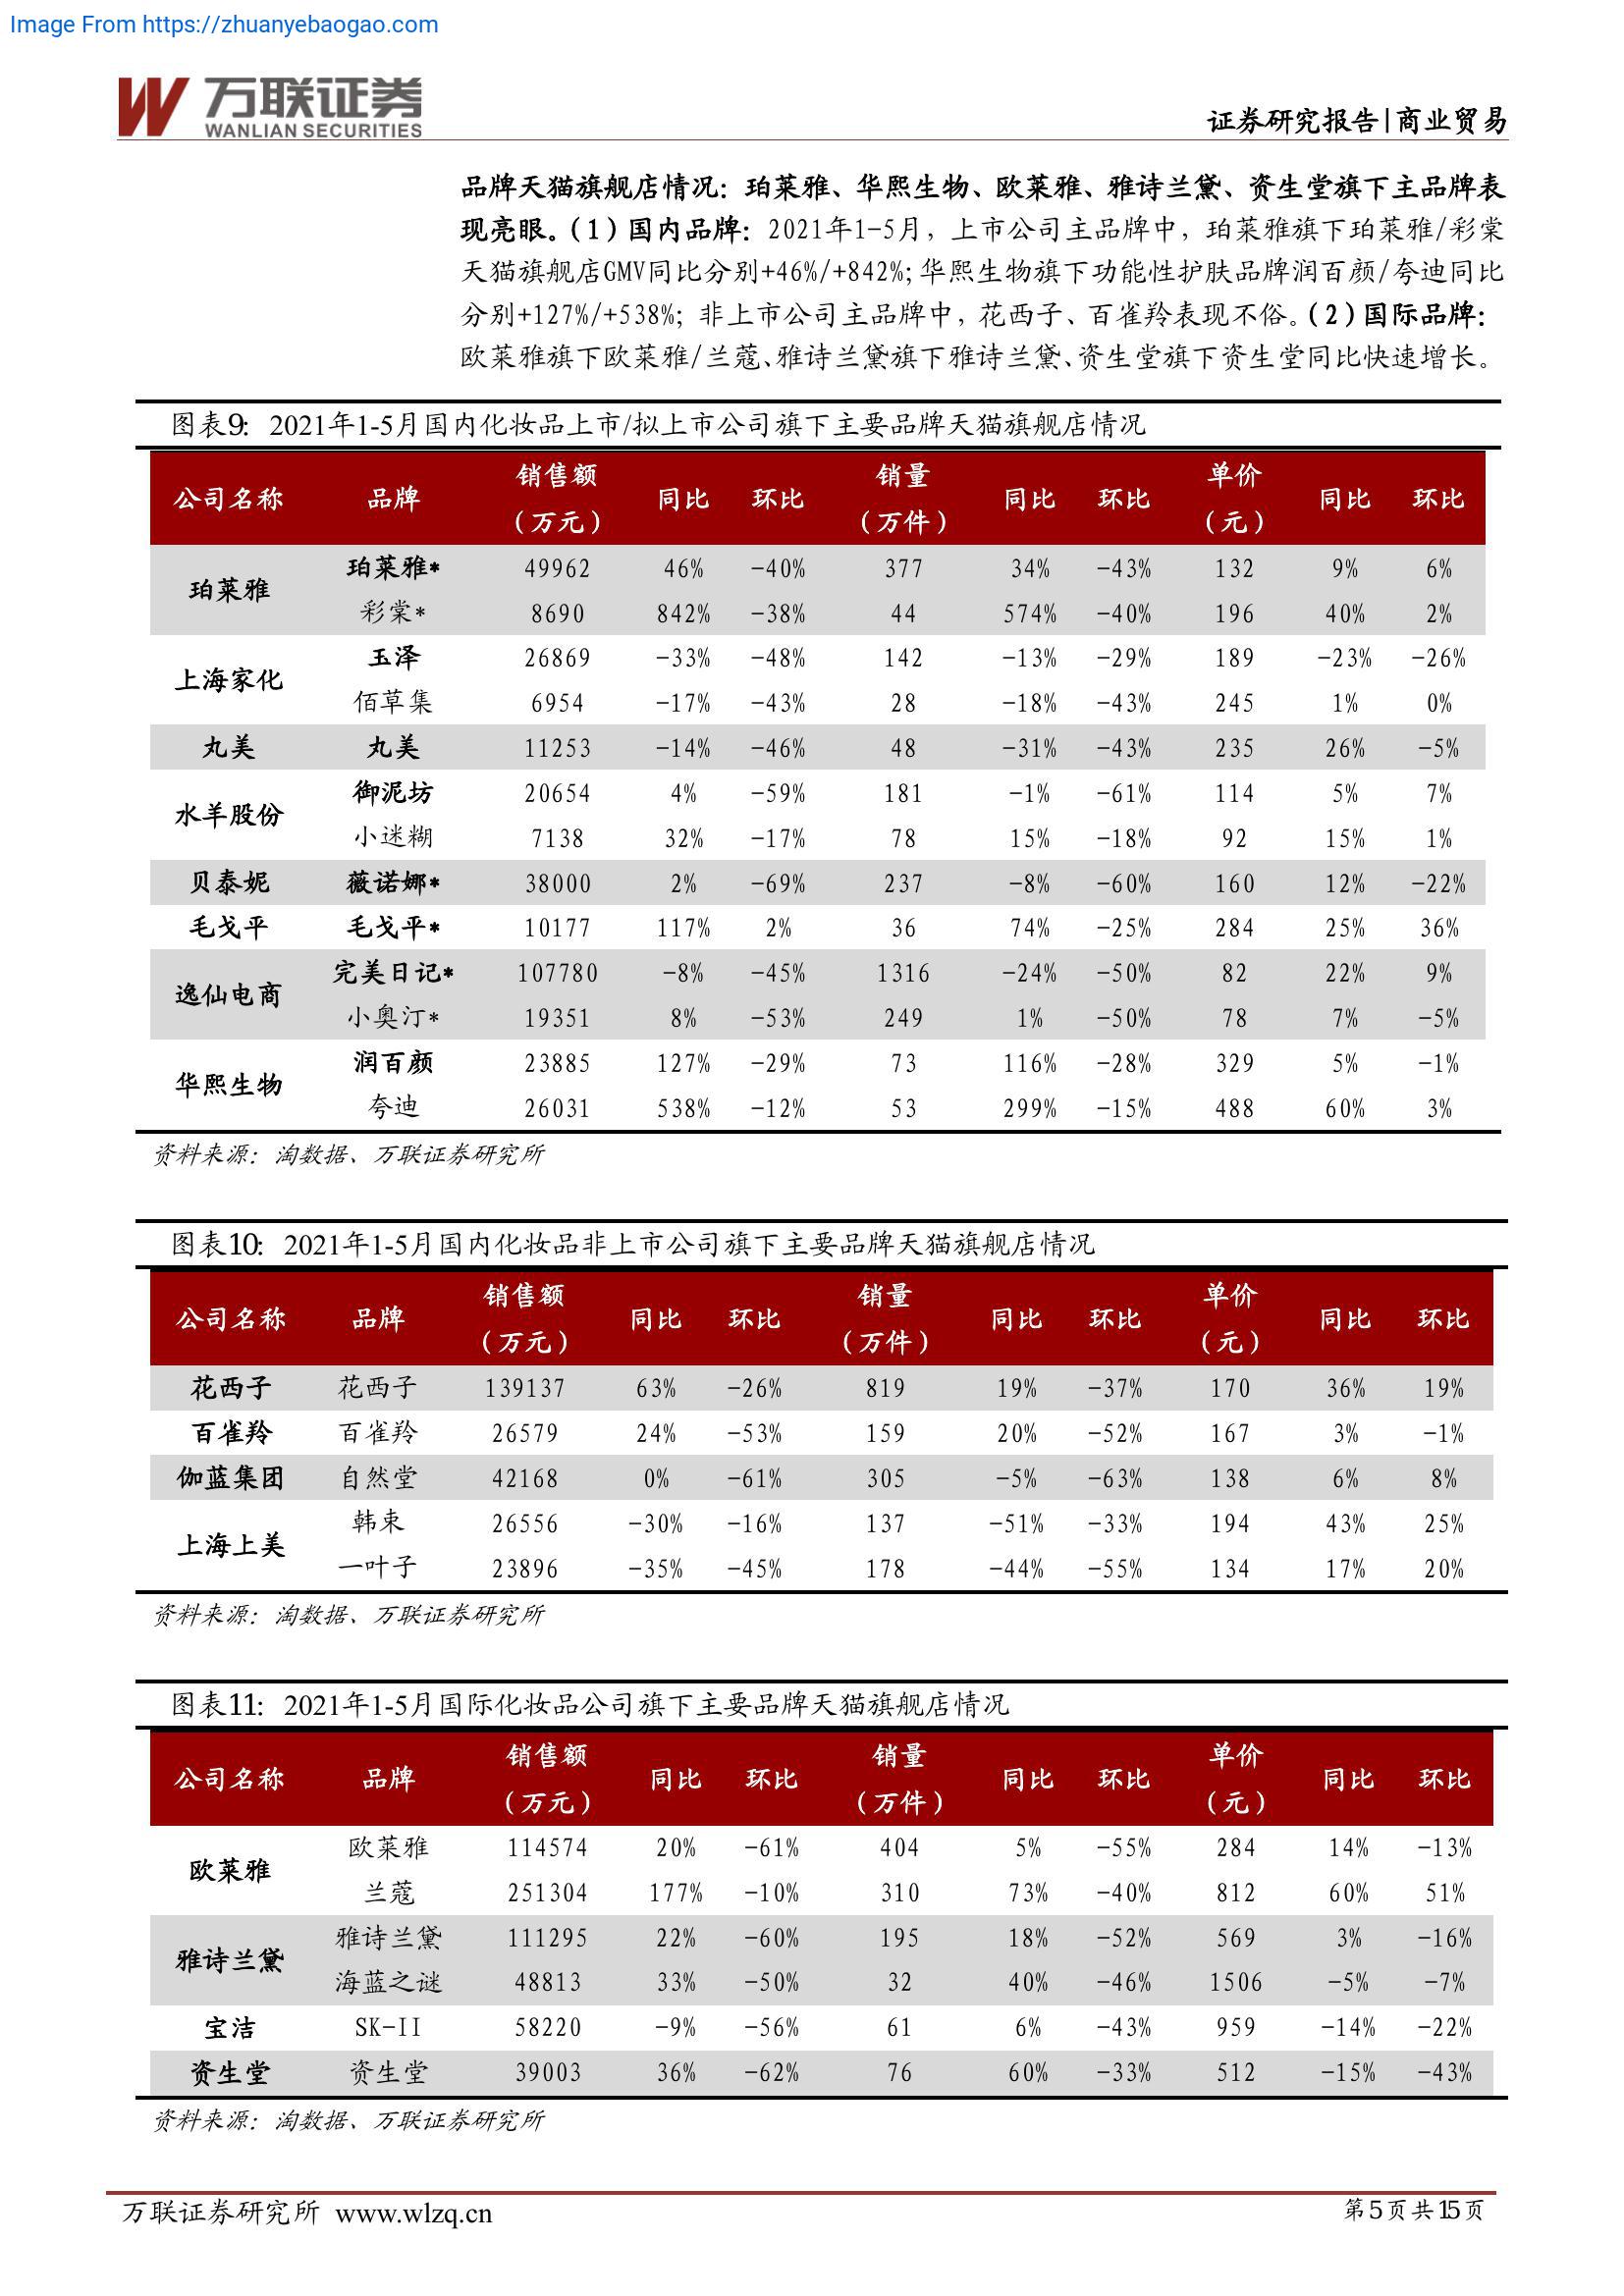 Image From https://zhuanyebaogao.com
万联证券
WANLIAN SECURITIES
证券研究报告|商业贸易
品牌天猫旗舰店情况：珀莱雅、华熙生物、欧莱雅、雅诗兰黛、资生堂旗下主品牌表
现亮眼。（1）国内品牌：2021年1-5月，上市公司主品牌中，珀莱雅旗下珀莱雅/彩棠
天猫旗舰店GMV同比分别+46%/+842%；华熙生物旗下功能性护肤品牌润百颜/夸迪同比
分别+127%/+538%；非上市公司主品牌中，花西子、百雀羚表现不俗。（2）国际品牌：
欧莱雅旗下欧莱雅/兰蔻、雅诗兰黛旗下雅诗兰黛、资生堂旗下资生堂同比快速增长。
图表9：2021年1-5月国内化妆品上市/拟上市公司旗下主要品牌天猫旗舰店情况
公司名称 品牌 销售额（万元） 同比 环比 销量（万件） 同比 环比 单价（元） 同比 环比
珀莱雅 珀莱雅* 49962 46% -40% 377 34% -43% 132 9% 6%
彩棠* 8690 842% -38% 44 574% -40% 196 40% 2%
上海家化 玉泽 26869 -33% -48% 142 -13% -29% 189 -23% -26%
佰草集 6954 -17% -43% 28 -18% -43% 245 1% 0%
丸美 丸美 11253 -14% -46% 48 -31% -43% 235 26% -5%
水羊股份 御泥坊 20654 4% -59% 181 -1% -61% 114 5% 7%
小迷糊 7138 32% -17% 78 15% -18% 92 15% 1%
贝泰妮 薇诺娜* 38000 2% -69% 237 -8% -60% 160 12% -22%
毛戈平 毛戈平* 10177 117% 2% 36 74% -25% 284 25% 36%
逸仙电商 完美日记* 107780 -8% -45% 1316 -24% -50% 82 22% 9%
小奥汀* 19351 8% -53% 249 1% -50% 78 7% -5%
华熙生物 润百颜 23885 127% -29% 73 116% -28% 329 5% -1%
夸迪 26031 538% -12% 53 299% -15% 488 60% 3%
资料来源：淘数据、万联证券研究所
图表10：2021年1-5月国内化妆品非上市公司旗下主要品牌天猫旗舰店情况
公司名称 品牌 销售额（万元） 同比 环比 销量（万件） 同比 环比 单价（元） 同比 环比
花西子 花西子 139137 63% -26% 819 19% -37% 170 36% 19%
百雀羚 百雀羚 26579 24% -53% 159 20% -52% 167 3% -1%
伽蓝集团 自然堂 42168 0% -61% 305 -5% -63% 138 6% 8%
上海上美 韩束 26556 -30% -16% 137 -51% -33% 194 43% 25%
一叶子 23896 -35% -45% 178 -44% -55% 134 17% 20%
资料来源：淘数据、万联证券研究所
图表11：2021年1-5月国际化妆品公司旗下主要品牌天猫旗舰店情况
公司名称 品牌 销售额（万元） 同比 环比 销量（万件） 同比 环比 单价（元） 同比 环比
欧莱雅 欧莱雅 114574 20% -61% 404 5% -55% 284 14% -13%
兰蔻 251304 177% -10% 310 73% -40% 812 60% 51%
雅诗兰黛 雅诗兰黛 111295 22% -60% 195 18% -52% 569 3% -16%
海蓝之谜 48813 33% -50% 32 40% -46% 1506 -5% -7%
宝洁 SK-II 58220 -9% -56% 61 6% -43% 959 -14% -22%
资生堂 资生堂 39003 36% -62% 76 60% -33% 512 -15% -43%
资料来源：淘数据、万联证券研究所
万联证券研究所 www.wlzq.cn
第5页共15页